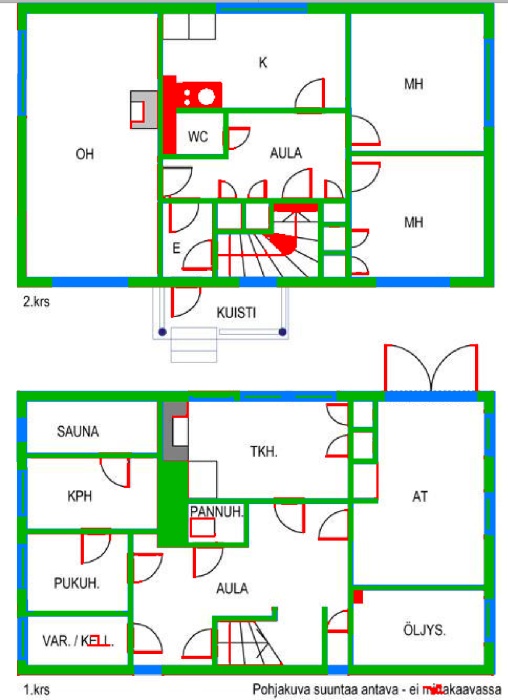 K
MH
WC
OH
AULA
MH
E
2.krs
KUISTI
SAUNA
TKH.
KPH
AT
PANNUH.
PUKUH.
AULA
VAR. / KELL.
ÖLJYS.
1.krs
Pohjakuva suuntaa antava - ei mittakaavassa